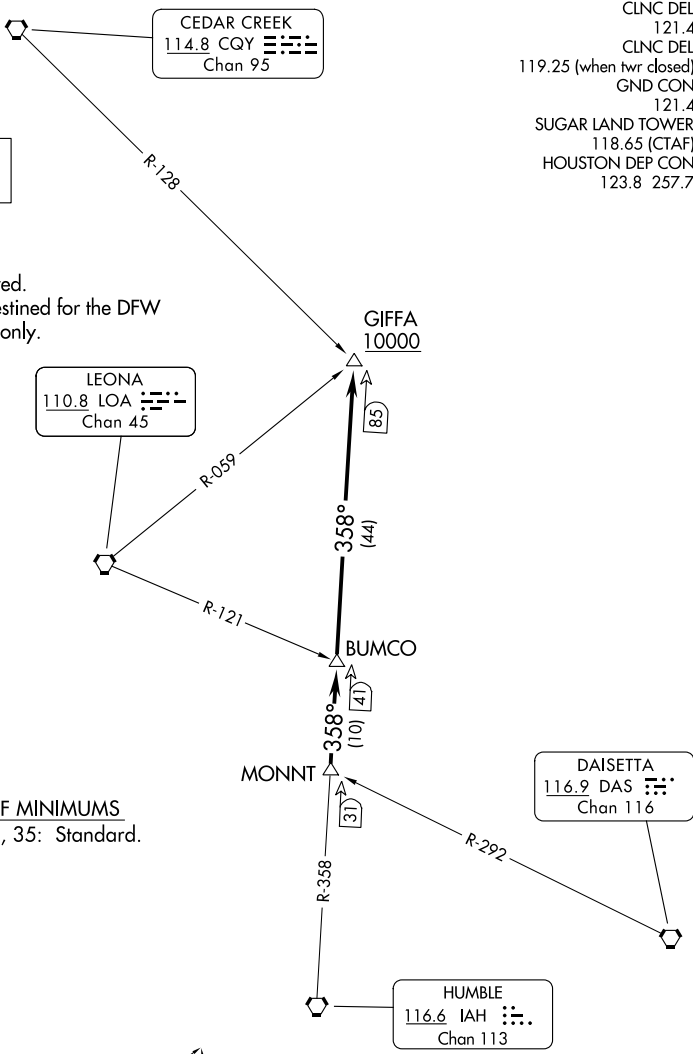 CEDAR CREEK
114.8 CQY
Chan 95
CLNC DEL
121.4
CLNC DEL
119.25 (when twr closed)
GND CON
121.4
SUGAR LAND TOWER
118.65 (CTAF)
HOUSTON DEP CON
123.8 257.7
R-128
ed.
estined for the DFW
only.
GIFFA
10000
LEONA
110.8 LOA
Chan 45
85
R-059
358°
(44)
R-121
BUMCO
41
358°
(10)
MONNT
31
DAISETTA
116.9 DAS
Chan 116
F MINIMUMS
, 35: Standard.
R-292
R-358
HUMBLE
116.6 IAH
Chan 113